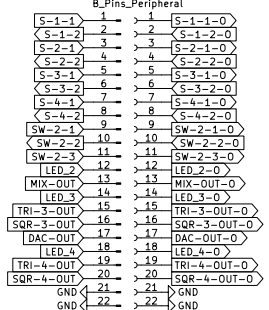 B_Pins_Peripheral
S-1-1 1 1 S-1-1-O
S-1-2 2 2 S-1-2-O
S-2-1 3 3 S-2-1-O
S-2-2 4 4 S-2-2-O
S-3-1 5 5 S-3-1-O
S-3-2 6 6 S-3-2-O
S-4-1 7 7 S-4-1-O
S-4-2 8 8 S-4-2-O
SW-2-1 9 9 SW-2-1-O
SW-2-2 10 10 SW-2-2-O
SW-2-3 11 11 SW-2-3-O
LED_2 12 12 LED_2-O
MIX-OUT 13 13 MIX-OUT-O
LED_3 14 14 LED_3-O
TRI-3-OUT 15 15 TRI-3-OUT-O
SQR-3-OUT 16 16 SQR-3-OUT-O
DAC-OUT 17 17 DAC-OUT-O
LED_4 18 18 LED_4-O
TRI-4-OUT 19 19 TRI-4-OUT-O
SQR-4-OUT 20 20 SQR-4-OUT-O
GND 21 21 GND
GND 22 22 GND